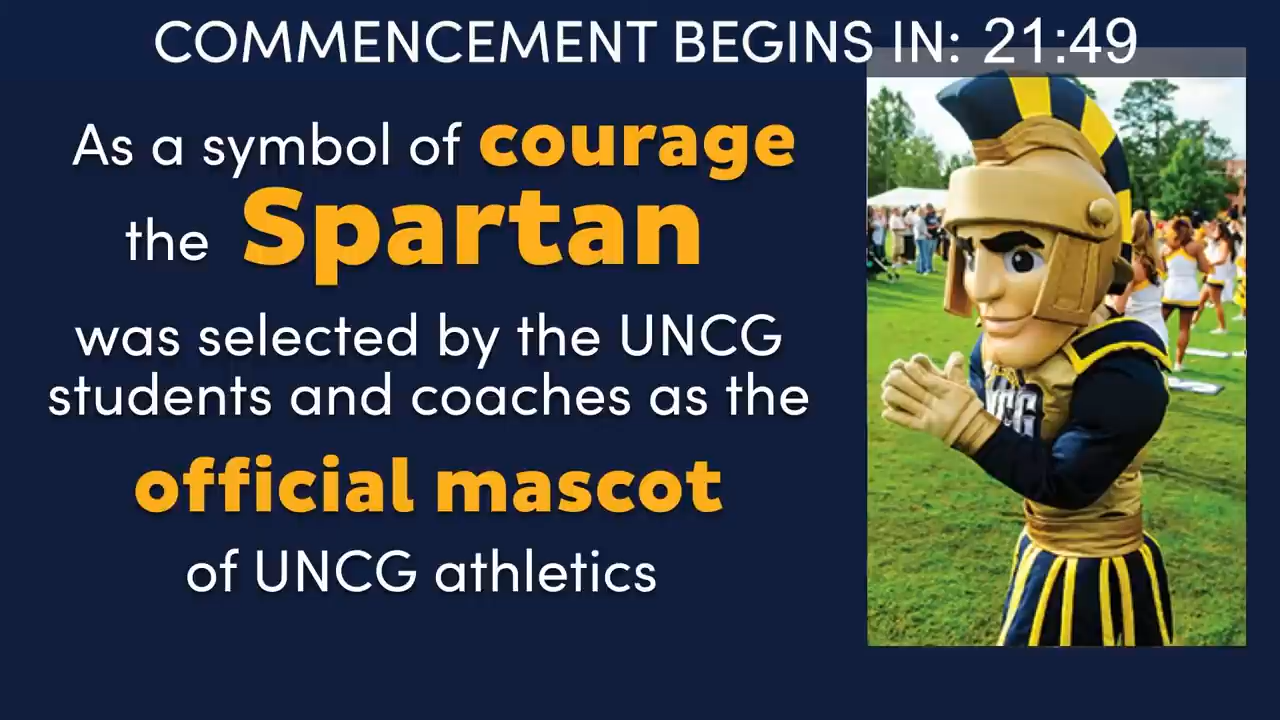 COMMENCEMENT BEGINS IN: 21:49
As a symbol of courage
the Spartan
was selected by the UNCG
students and coaches as the
official mascot
of UNCG athletics
NCG